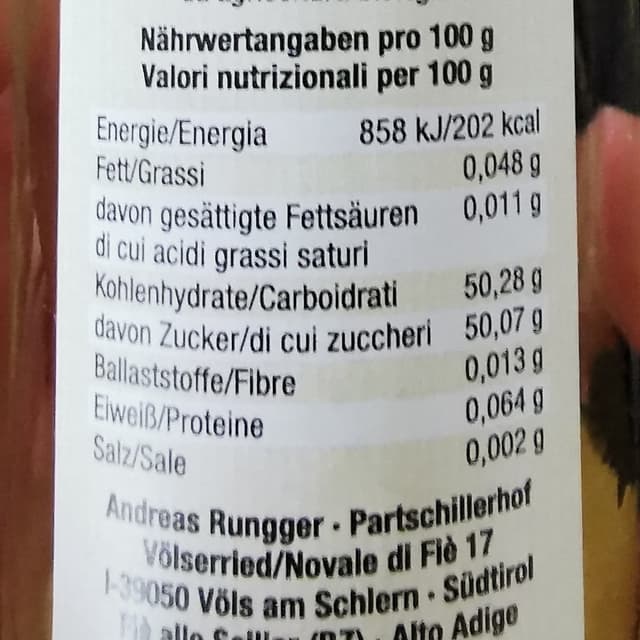 Nährwertangaben pro 100 g
Valori nutrizionali per 100 g
Energie/Energia 858 kJ/202 kcal
Fett/Grassi 0,048 g
davon gesättigte Fettsäuren 0,011 g
di cui acidi grassi saturi
Kohlenhydrate/Carboidrati 50,28 g
davon Zucker/di cui zuccheri 50,07 g
Ballaststoffe/Fibre 0,013 g
Eiweiß/Proteine 0,064 g
Salz/Sale 0,002 g
Andreas Rungger · Partschillerhof
Völserried/Novale di Fiè 17
I-39050 Völs am Schlern · Südtirol
Fiè allo (BZ) · Alto Adige